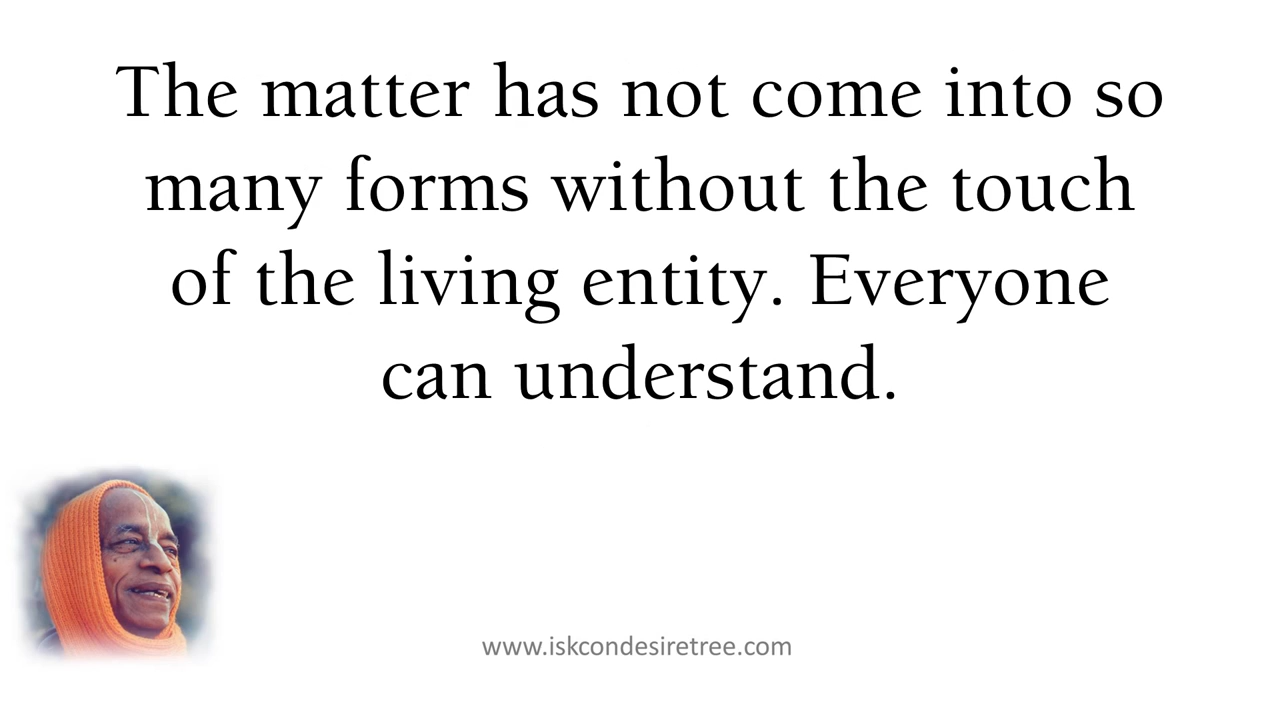 The matter has not come into so
many forms without the touch
of the living entity. Everyone
can understand.
www.iskcondesiretree.com